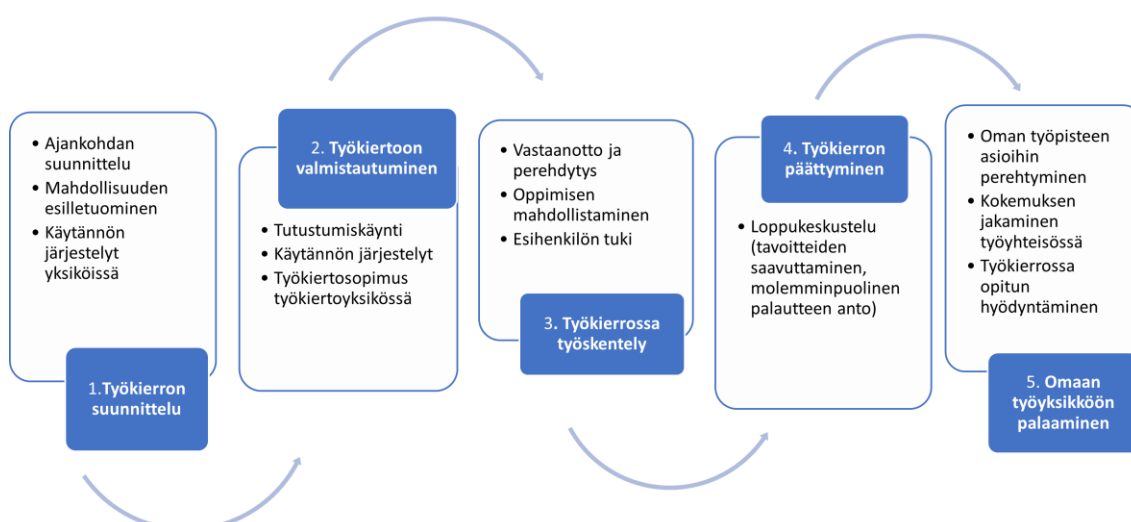 • Ajankohdan
suunnittelu
• Mahdollisuuden
esilletuominen
• Käytännön
järjestelyt
yksiköissä
1.Työkierron
suunnittelu
2. Työkiertoon
valmistautuminen
• Tutustumiskäynti
• Käytännön järjestelyt
• Työkiertosopimus
työkiertoyksikössä
• Vastaanotto ja
perehdytys
• Oppimisen
mahdollistaminen
• Esihenkilön tuki
3. Työkierrossa
työskentely
4. Työkierron
päättyminen
• Loppukeskustelu
(tavoitteiden
saavuttaminen,
molemminpuolinen
palautteen anto)
• Oman työpisteen
asioihin
perehtyminen
• Kokemuksen
jakaminen
työyhteisössä
• Työkierrossa
opitun
hyödyntäminen
5. Omaan
työyksikköön
palaaminen